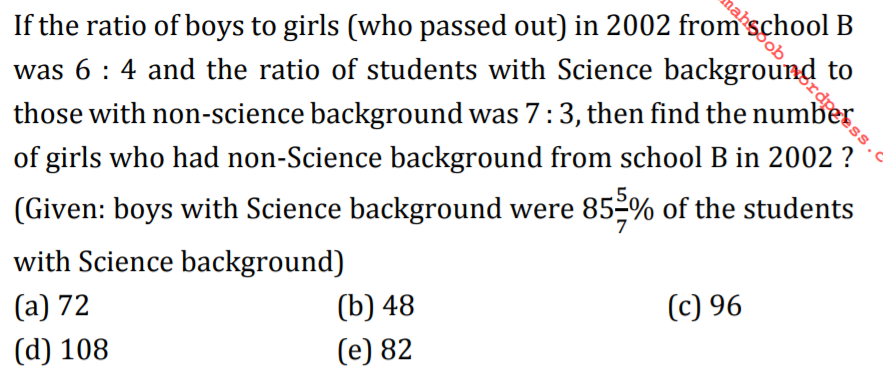 If the ratio of boys to girls (who passed out) in 2002 from school B
was 6 : 4 and the ratio of students with Science background to
those with non-science background was 7 : 3, then find the number
of girls who had non-Science background from school B in 2002 ?
(Given: boys with Science background were 85 5/7% of the students
with Science background)
(a) 72 (b) 48 (c) 96
(d) 108 (e) 82